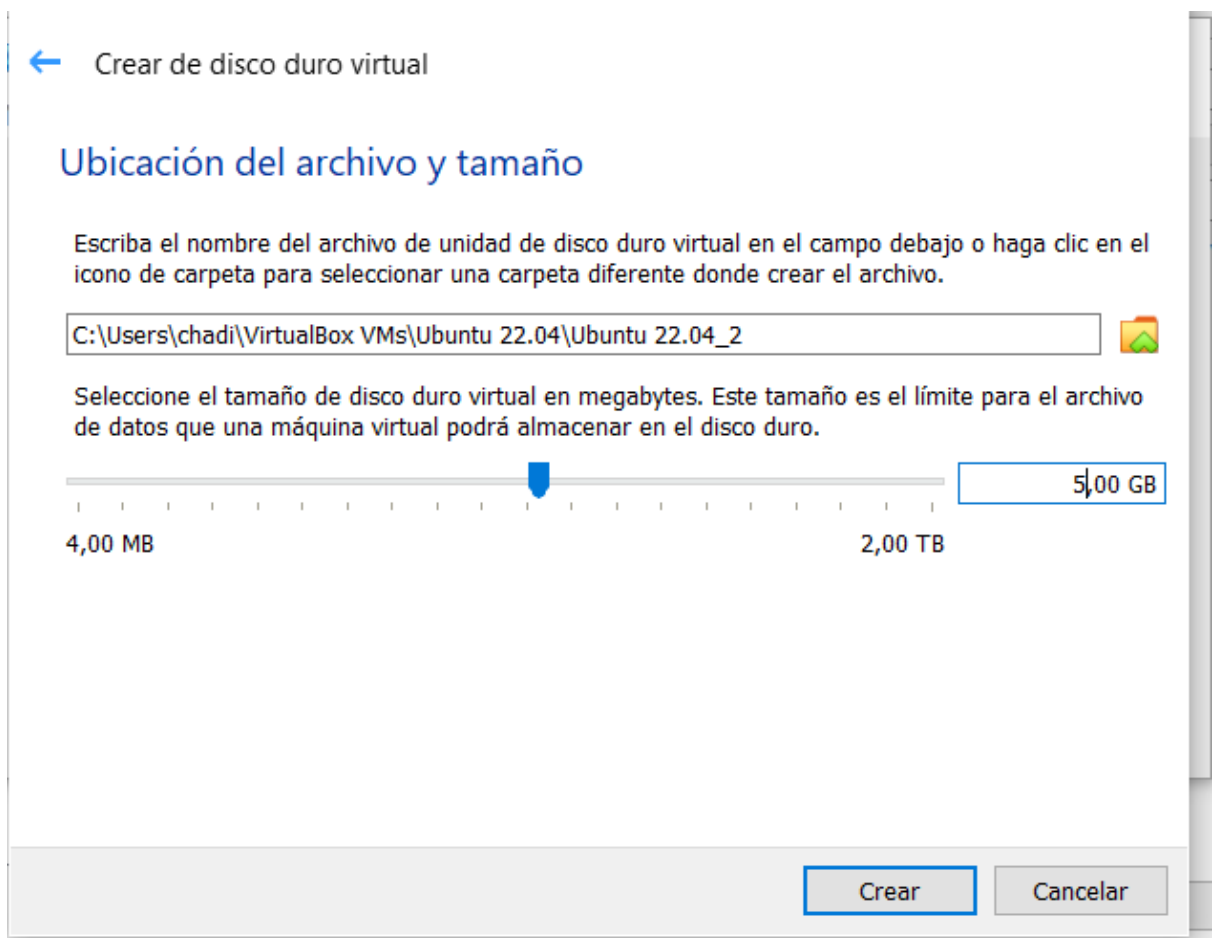 Crear de disco duro virtual
Ubicación del archivo y tamaño
Escriba el nombre del archivo de unidad de disco duro virtual en el campo debajo o haga clic en el
icono de carpeta para seleccionar una carpeta diferente donde crear el archivo.
C:\Users\chadi\VirtualBox VMs\Ubuntu 22.04\Ubuntu 22.04_2
Seleccione el tamaño de disco duro virtual en megabytes. Este tamaño es el límite para el archivo
de datos que una máquina virtual podrá almacenar en el disco duro.
5,00 GB
4,00 MB 2,00 TB
Crear Cancelar